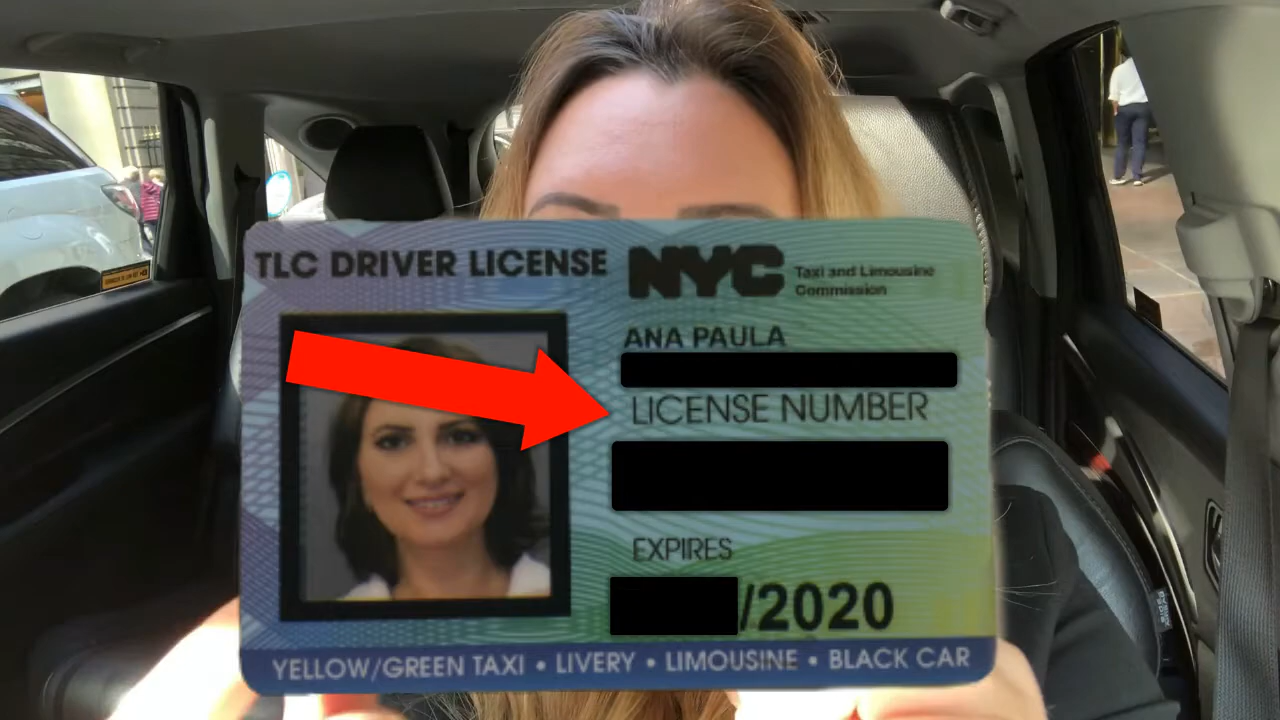 TLC DRIVER LICENSE
NYC Taxi and Limousine
Commission
ANA PAULA
LICENSE NUMBER
EXPIRES
/2020
YELLOW/GREEN TAXI • LIVERY • LIMOUSINE • BLACK CAR